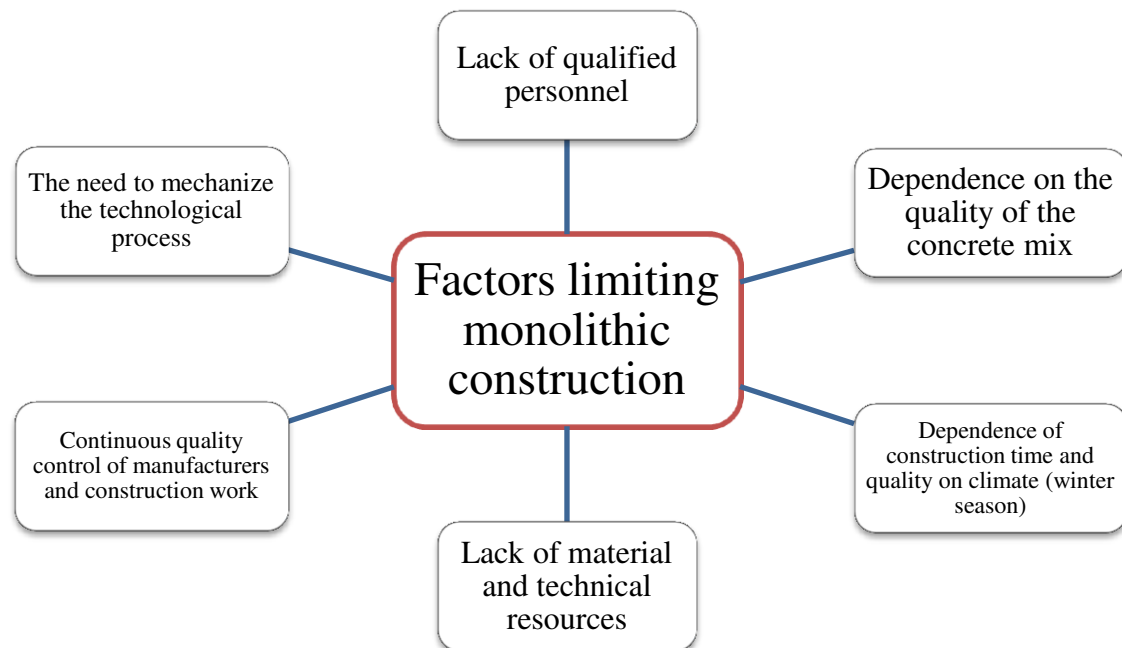 Lack of qualified
personnel
The need to mechanize
the technological
process
Dependence on the
quality of the
concrete mix
Factors limiting
monolithic
construction
Continuous quality
control of manufacturers
and construction work
Dependence of
construction time and
quality on climate (winter
season)
Lack of material
and technical
resources